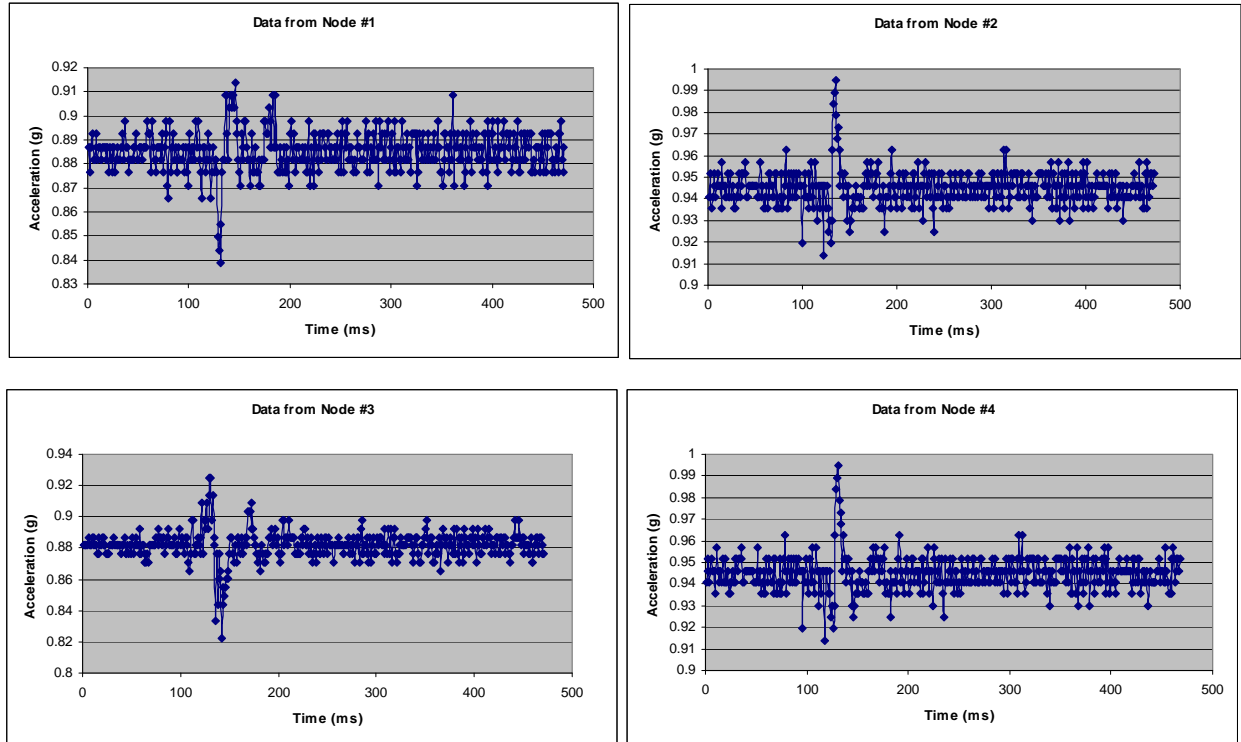 Data from Node #1
0.92
0.91
0.9
0.89
0.88
0.87
0.86
0.85
0.84
0.83
Acceleration (g)
0 100 200 300 400 500
Time (ms)
Data from Node #2
1
0.99
0.98
0.97
0.96
0.95
0.94
0.93
0.92
0.91
0.9
Acceleration (g)
0 100 200 300 400 500
Time (ms)
Data from Node #3
0.94
0.92
0.9
0.88
0.86
0.84
0.82
0.8
Acceleration (g)
0 100 200 300 400 500
Time (ms)
Data from Node #4
1
0.99
0.98
0.97
0.96
0.95
0.94
0.93
0.92
0.91
0.9
Acceleration (g)
0 100 200 300 400 500
Time (ms)